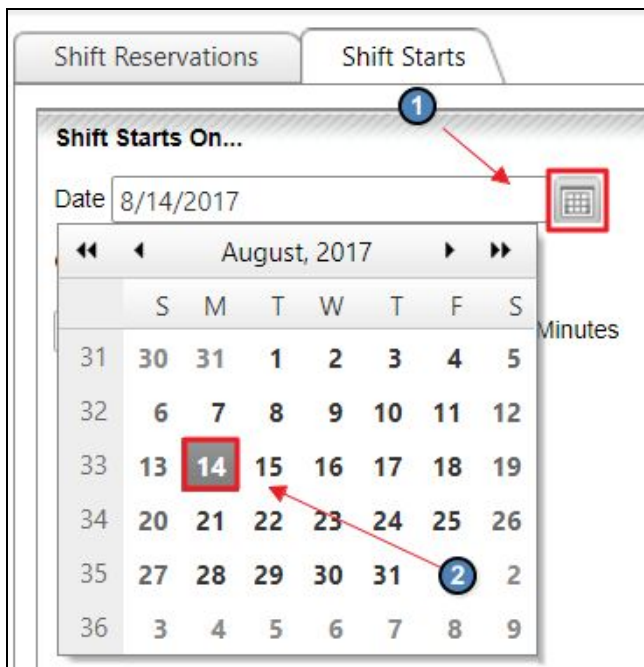 Shift Reservations Shift Starts
1
Shift Starts On...
Date 8/14/2017
August, 2017
S M T W T F S
Minutes
31 30 31 1 2 3 4 5
32 6 7 8 9 10 11 12
33 13 14 15 16 17 18 19
34 20 21 22 23 24 25 26
35 27 28 29 30 31 2 2
36 3 4 5 6 7 8 9